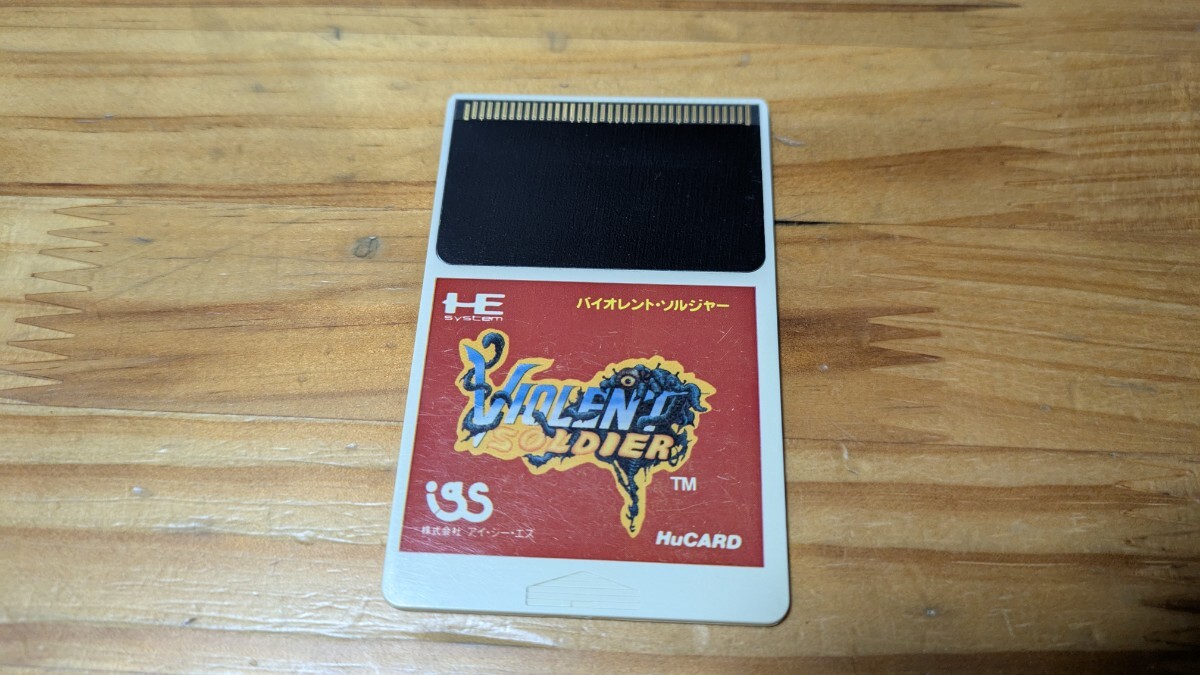 HE
system
バイオレント・ソルジャー
VIOLENT
SOLDIER
TM
igs
株式会社 アイ・ジー・エス
HuCARD